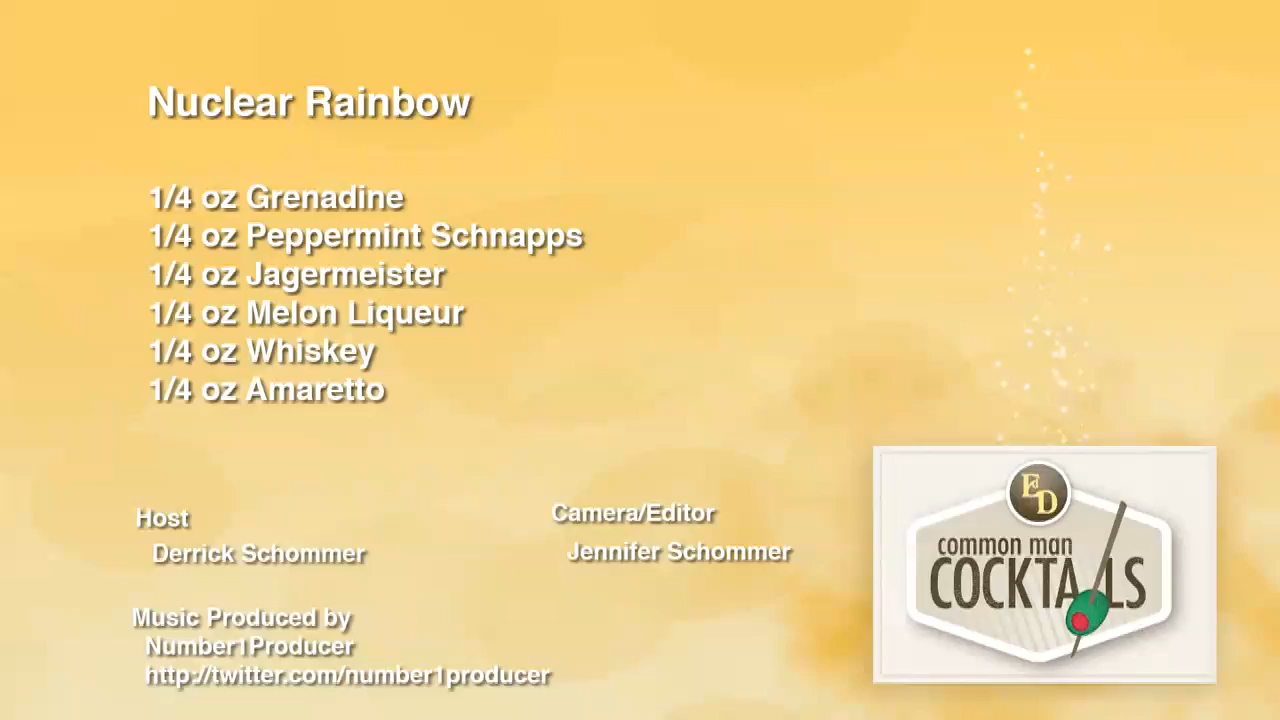 Nuclear Rainbow
1/4 oz Grenadine
1/4 oz Peppermint Schnapps
1/4 oz Jagermeister
1/4 oz Melon Liqueur
1/4 oz Whiskey
1/4 oz Amaretto
Host
Derrick Schommer
Camera/Editor
Jennifer Schommer
Music Produced by
Number1Producer
http://twitter.com/number1producer
ED
common man
COCKTAILS